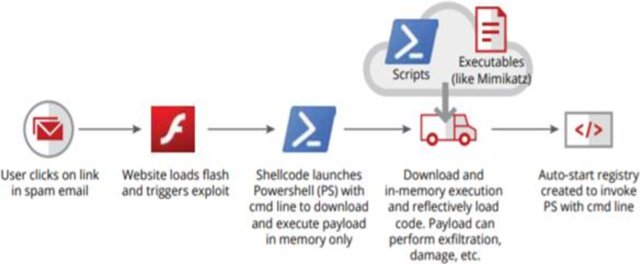 Scripts
Executables
(like Mimikatz)
User clicks on link
in spam email
Website loads flash
and triggers exploit
Shellcode launches
Powershell (PS) with
cmd line to download
and execute payload
in memory only
Download and
in-memory execution
and reflectively load
code. Payload can
perform exfiltration,
damage, etc.
Auto-start registry
created to invoke
PS with cmd line